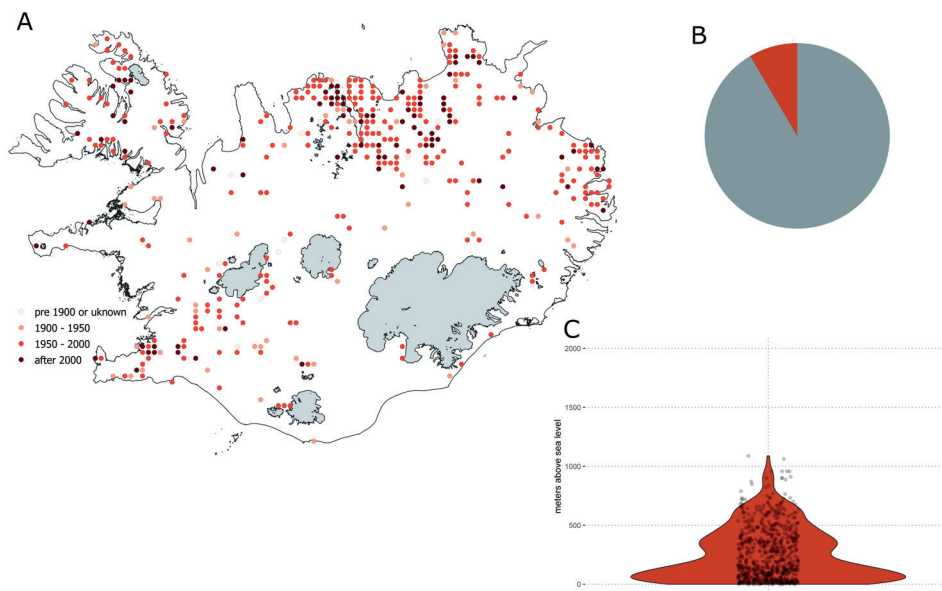 A
B
pre 1900 or uknown
1900 - 1950
1950 - 2000
after 2000
C
meters above sea level
2000
1500
1000
500
0